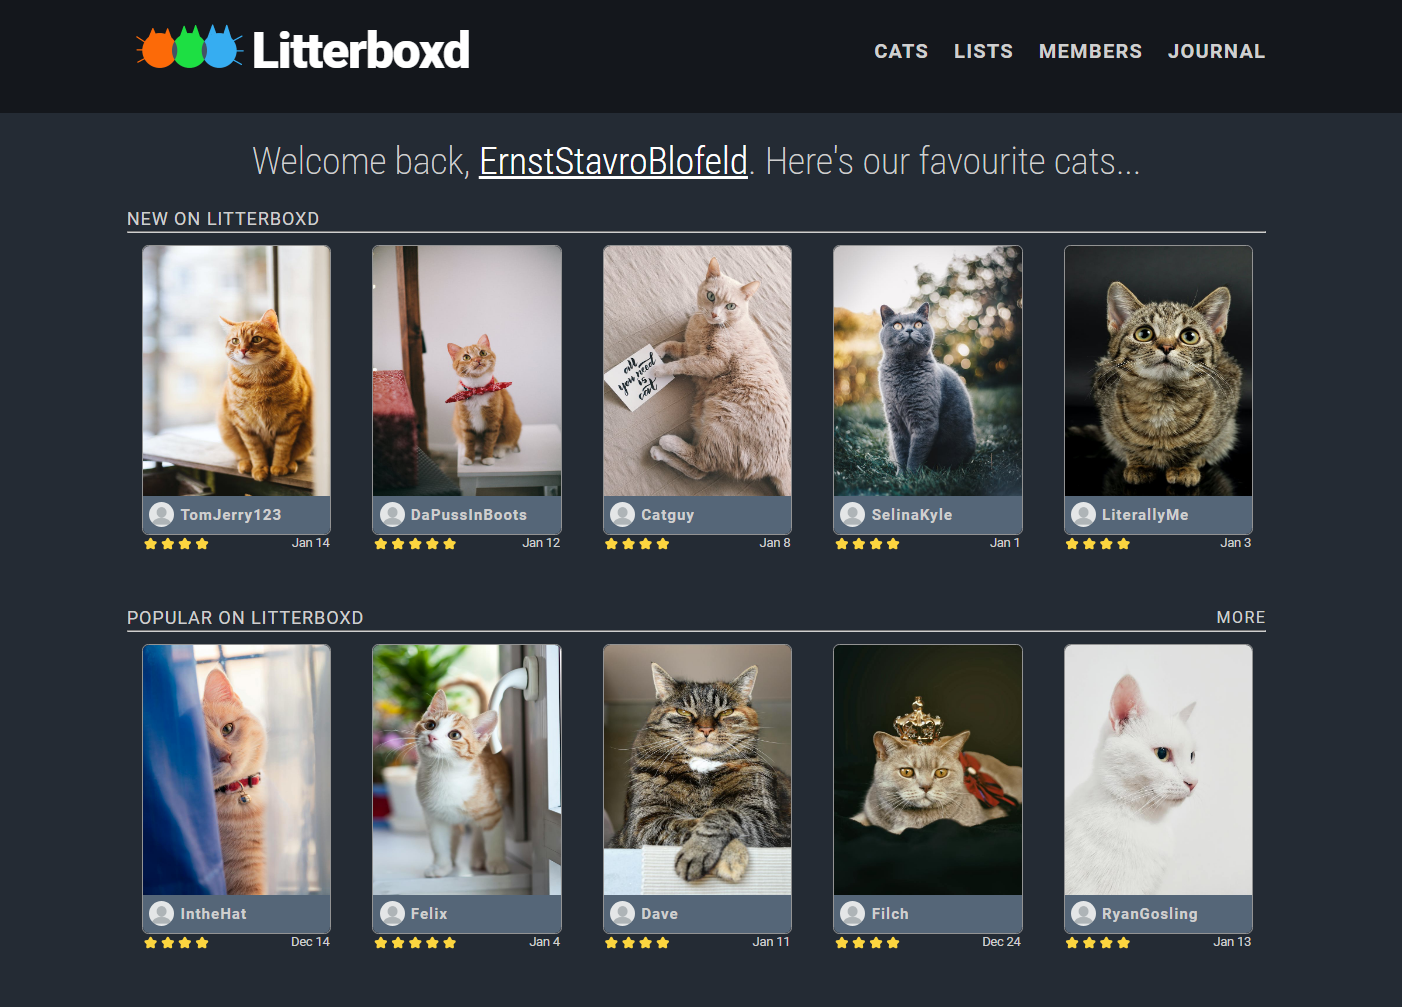 Litterboxd
CATS LISTS MEMBERS JOURNAL
Welcome back, ErnstStavroBlofeld. Here's our favourite cats...
NEW ON LITTERBOXD
all
you need
is
cat
TomJerry123
DaPussInBoots
Catguy
SelinaKyle
LiterallyMe
Jan 14
Jan 12
Jan 8
Jan 1
Jan 3
POPULAR ON LITTERBOXD MORE
IntheHat
Felix
Dave
Filch
RyanGosling
Dec 14
Jan 4
Jan 11
Dec 24
Jan 13